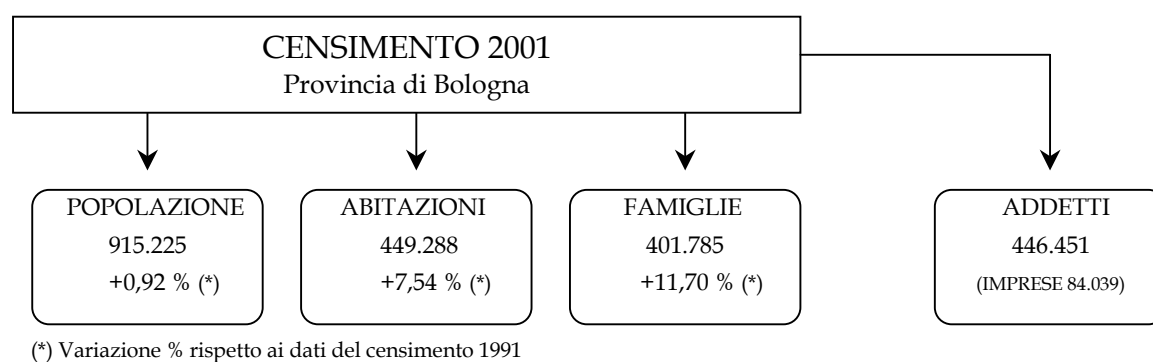 CENSIMENTO 2001
Provincia di Bologna
POPOLAZIONE
915.225
+0,92 % (*)
ABITAZIONI
449.288
+7,54 % (*)
FAMIGLIE
401.785
+11,70 % (*)
ADDETTI
446.451
(IMPRESE 84.039)
(*) Variazione % rispetto ai dati del censimento 1991